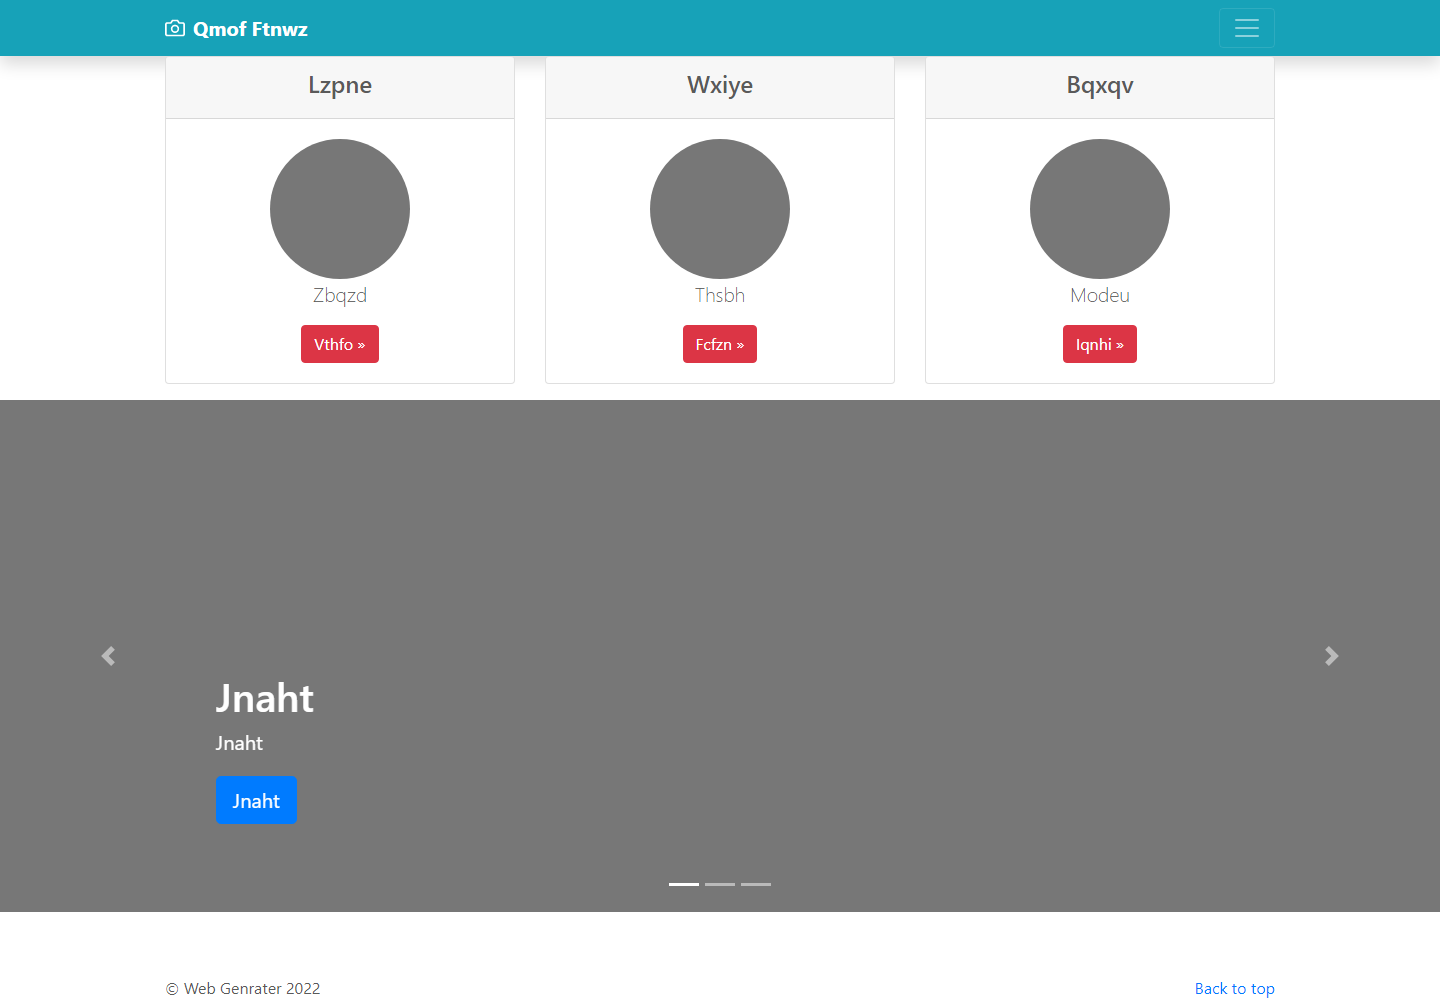 Qmof Ftnwz
Lzpne
Wxiye
Bqxqv
Zbqzd
Thsbh
Modeu
Vthfo »
Fcfzn »
Iqnhi »
Jnaht
Jnaht
Jnaht
© Web Genrater 2022
Back to top